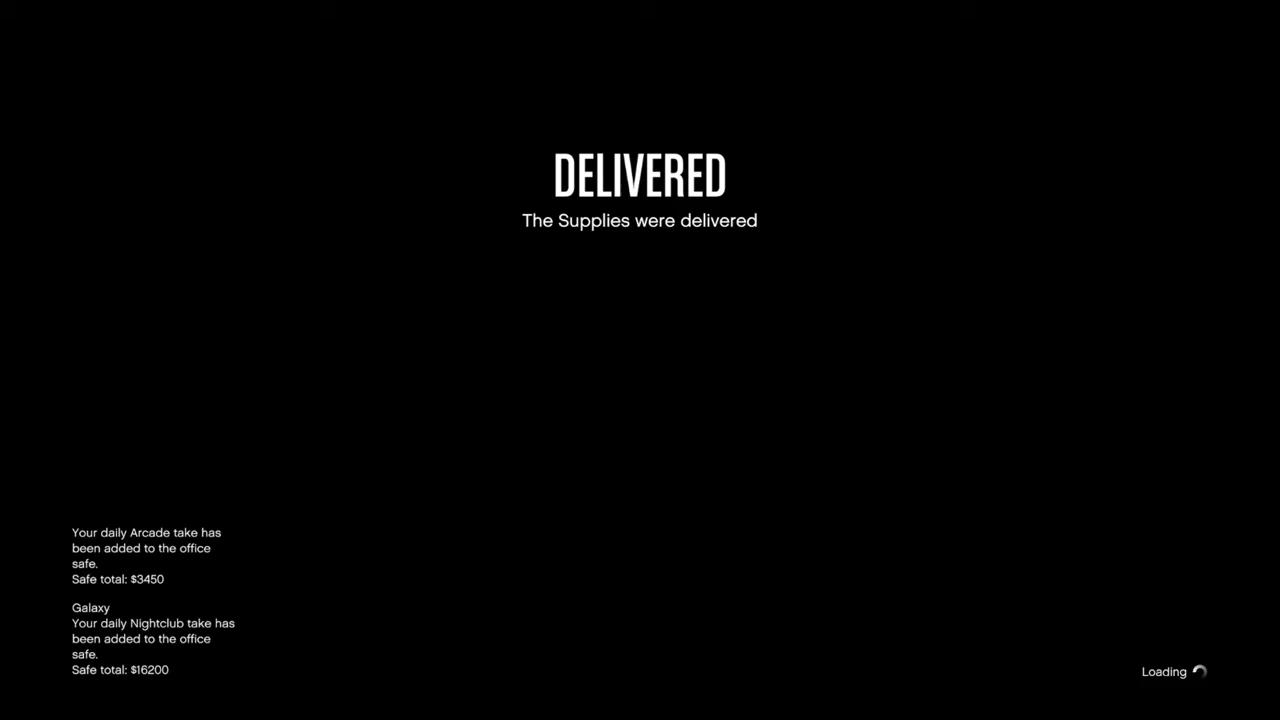 DELIVERED
The Supplies were delivered
Your daily Arcade take has
been added to the office
safe.
Safe total: $3450
Galaxy
Your daily Nightclub take has
been added to the office
safe.
Safe total: $16200
Loading